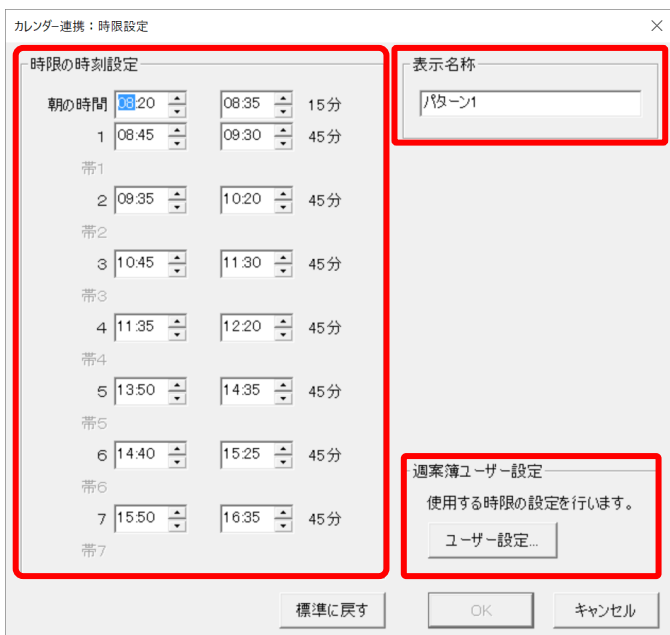 カレンダー連携：時限設定
時限の時刻設定
朝の時間 08:20 08:35 15分
1 08:45 09:30 45分
帯1
2 09:35 10:20 45分
帯2
3 10:45 11:30 45分
帯3
4 11:35 12:20 45分
帯4
5 13:50 14:35 45分
帯5
6 14:40 15:25 45分
帯6
7 15:50 16:35 45分
帯7
表示名称
パターン1
週案簿ユーザー設定
使用する時限の設定を行います。
ユーザー設定...
標準に戻す OK キャンセル